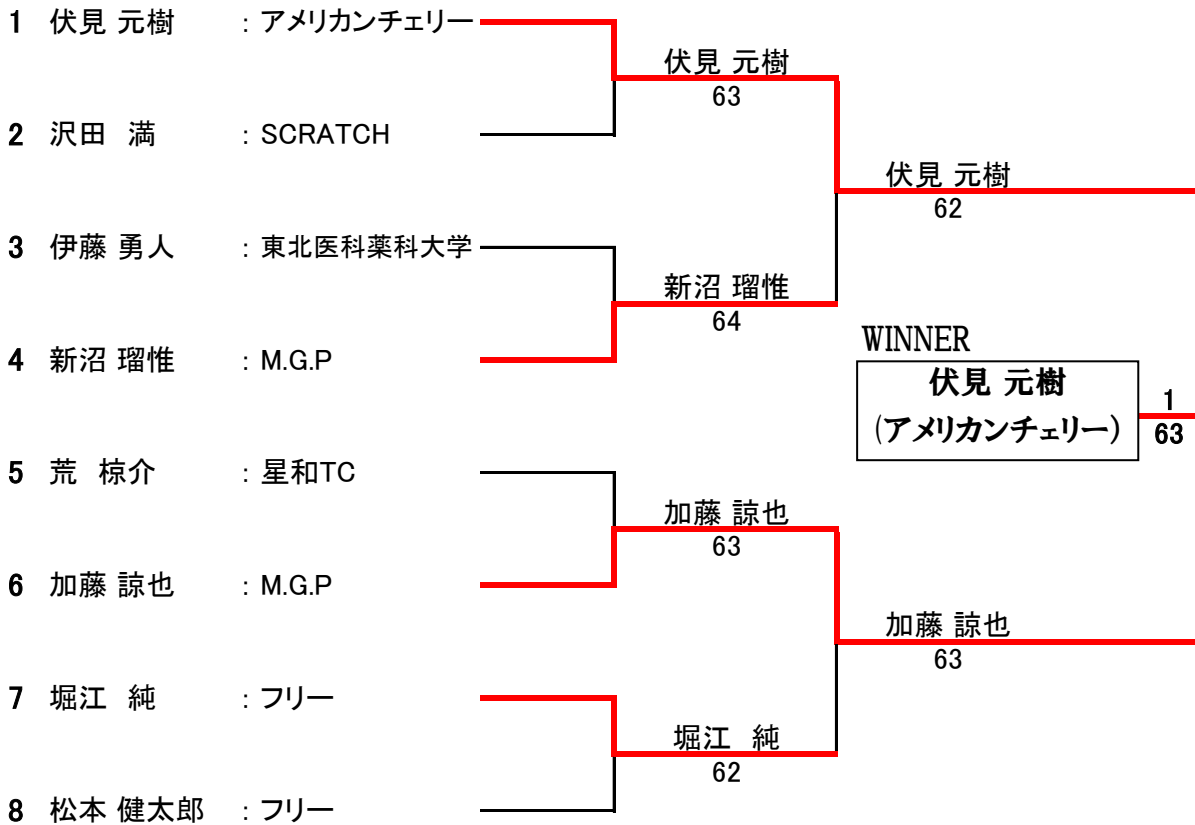 1 伏見 元樹 : アメリカンチェリー
伏見 元樹
63
2 沢田 満 : SCRATCH
伏見 元樹
62
3 伊藤 勇人 : 東北医科薬科大学
新沼 瑠惟
64
4 新沼 瑠惟 : M.G.P
WINNER
伏見 元樹
(アメリカンチェリー)
1
63
5 荒 椋介 : 星和TC
加藤 諒也
63
6 加藤 諒也 : M.G.P
加藤 諒也
63
7 堀江 純 : フリー
堀江 純
62
8 松本 健太郎 : フリー